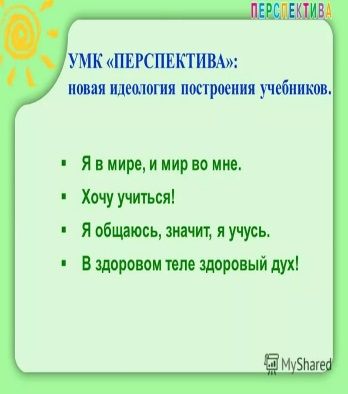 ПЕРСПЕКТИВА
УМК «ПЕРСПЕКТИВА»:
новая идеология построения учебников.
▪ Я в мире, и мир во мне.
▪ Хочу учиться!
▪ Я общаюсь, значит, я учусь.
▪ В здоровом теле здоровый дух!
MyShared